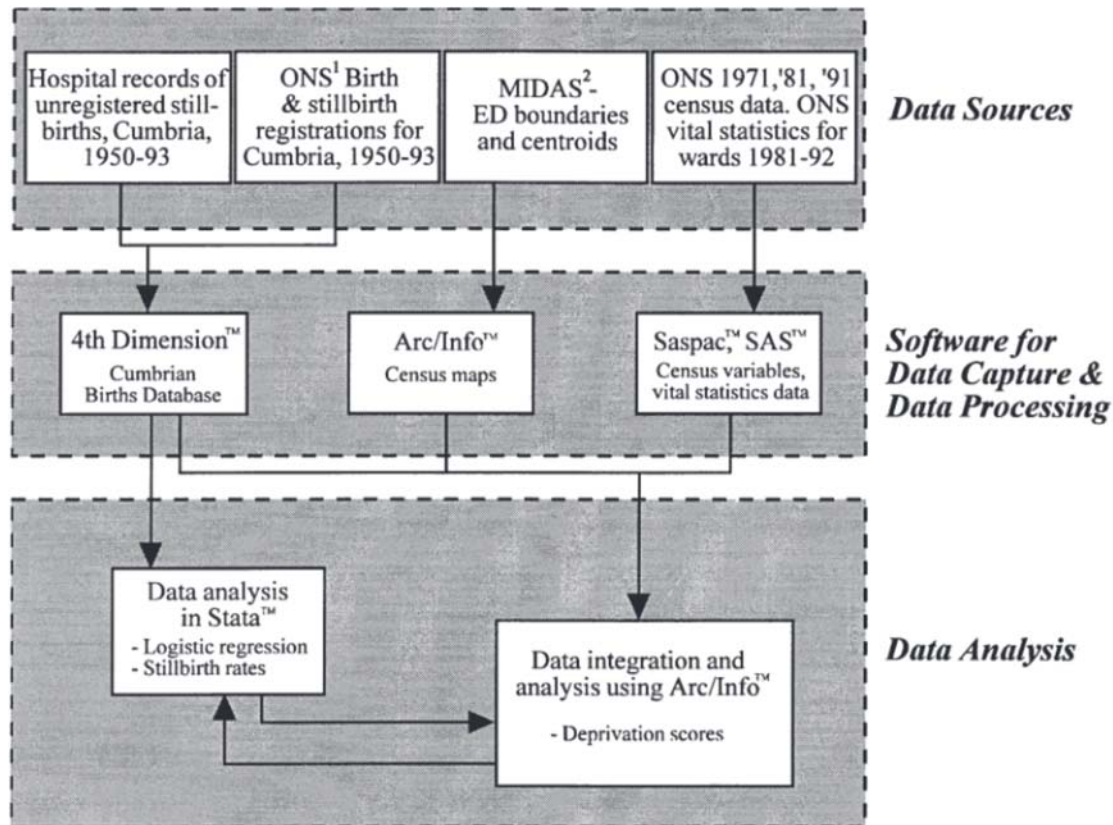 Hospital records of
unregistered still-
births, Cumbria,
1950-93
ONS¹ Birth
& stillbirth
registrations for
Cumbria, 1950-93
MIDAS²-
ED boundaries
and centroids
ONS 1971,'81, '91
census data. ONS
vital statistics for
wards 1981-92
Data Sources
4th Dimension™
Cumbrian
Births Database
Arc/Info™
Census maps
Saspac,™ SAS™
Census variables,
vital statistics data
Software for
Data Capture &
Data Processing
Data analysis
in Stata™
- Logistic regression
- Stillbirth rates
Data integration and
analysis using Arc/Info™
- Deprivation scores
Data Analysis